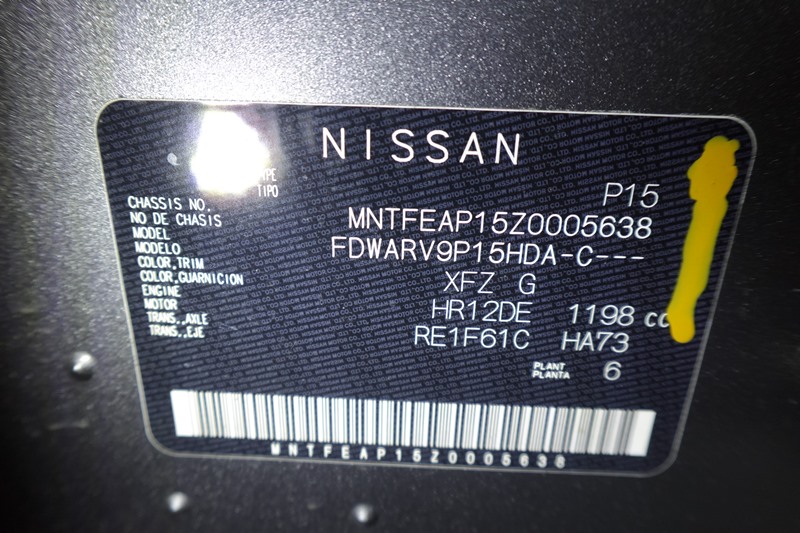 NISSAN
TIPO P15
CHASSIS NO.
NO DE CHASIS MNTFEAP15Z0005638
MODEL
MODELO FDWARV9P15HDA-C---
COLOR,TRIM
COLOR,GUARNICION XFZ G
ENGINE
MOTOR HR12DE 1198 cc
TRANS.,AXLE
TRANS.,EJE RE1F61C HA73
PLANT
PLANTA 6
MNTFEAP15Z0005638